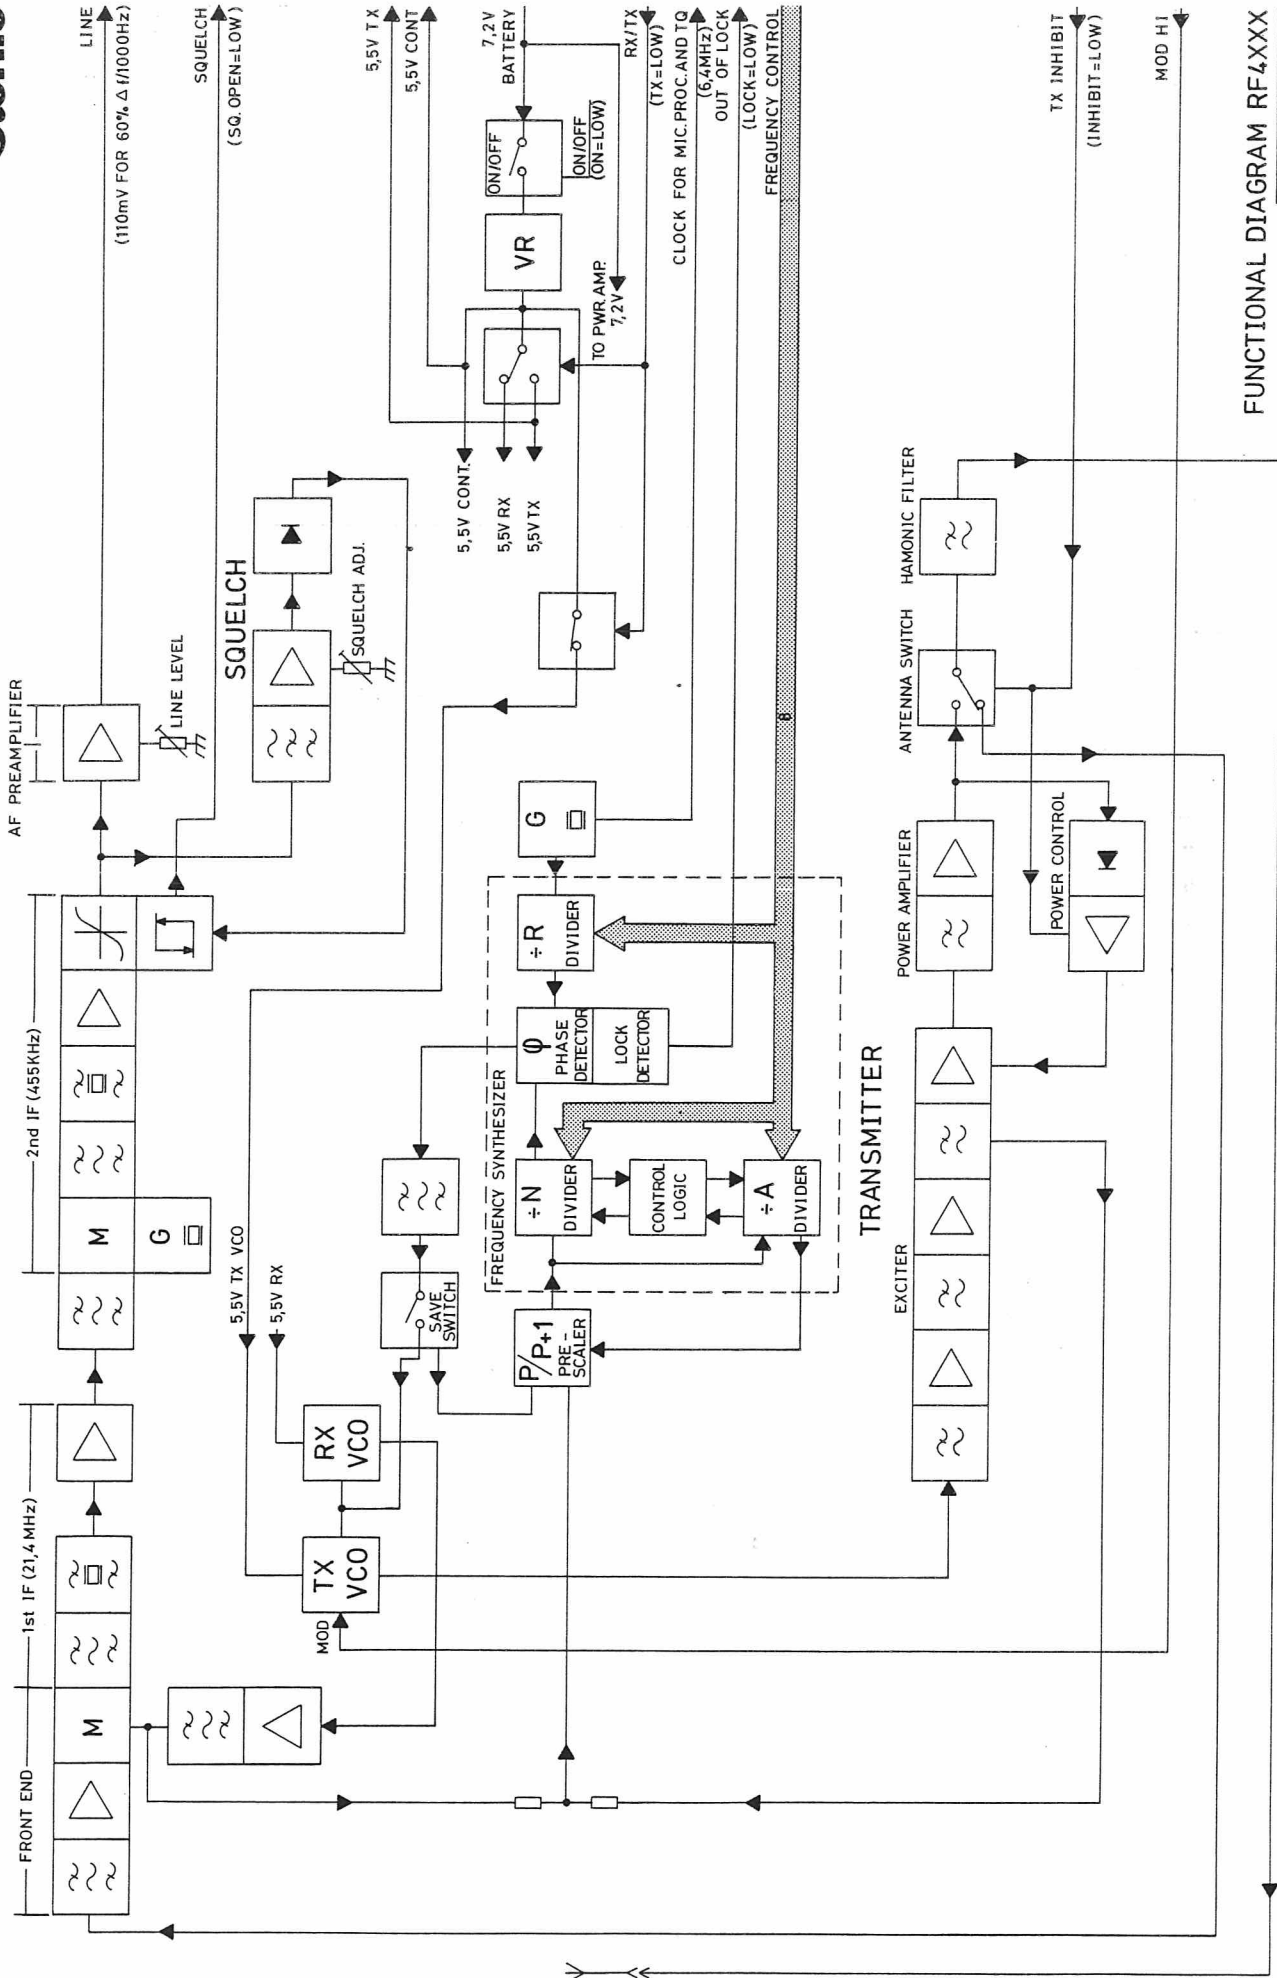 FRONT END
1st IF (21,4 MHz)
2nd IF (455KHz)
AF PREAMPLIFIER
LINE
(110mV FOR 60% Δ f/1000Hz)
M
M
G
LINE LEVEL
SQUELCH
(SQ. OPEN=LOW)
SQUELCH
SQUELCH ADJ.
5,5V TX
5,5V CONT
7,2V
BATTERY
ON/OFF
ON/OFF
(ON=LOW)
VR
5,5V CONT.
5,5V RX
5,5V TX
TO PWR.AMP.
7,2V
RX/TX
(TX=LOW)
CLOCK FOR MIC.PROC.AND TQ
(6,4MHz)
OUT OF LOCK
(LOCK=LOW)
FREQUENCY CONTROL
5,5V TX VCO
5,5V RX
MOD
TX
VCO
RX
VCO
SAVE
SWITCH
FREQUENCY SYNTHESIZER
P/P+1
PRE-
SCALER
÷N
DIVIDER
CONTROL
LOGIC
÷A
DIVIDER
φ
PHASE
DETECTOR
LOCK
DETECTOR
÷R
DIVIDER
G
8
TRANSMITTER
EXCITER
POWER AMPLIFIER
ANTENNA SWITCH
HAMONIC FILTER
POWER CONTROL
TX INHIBIT
(INHIBIT=LOW)
MOD HI
FUNCTIONAL DIAGRAM RF4XXX